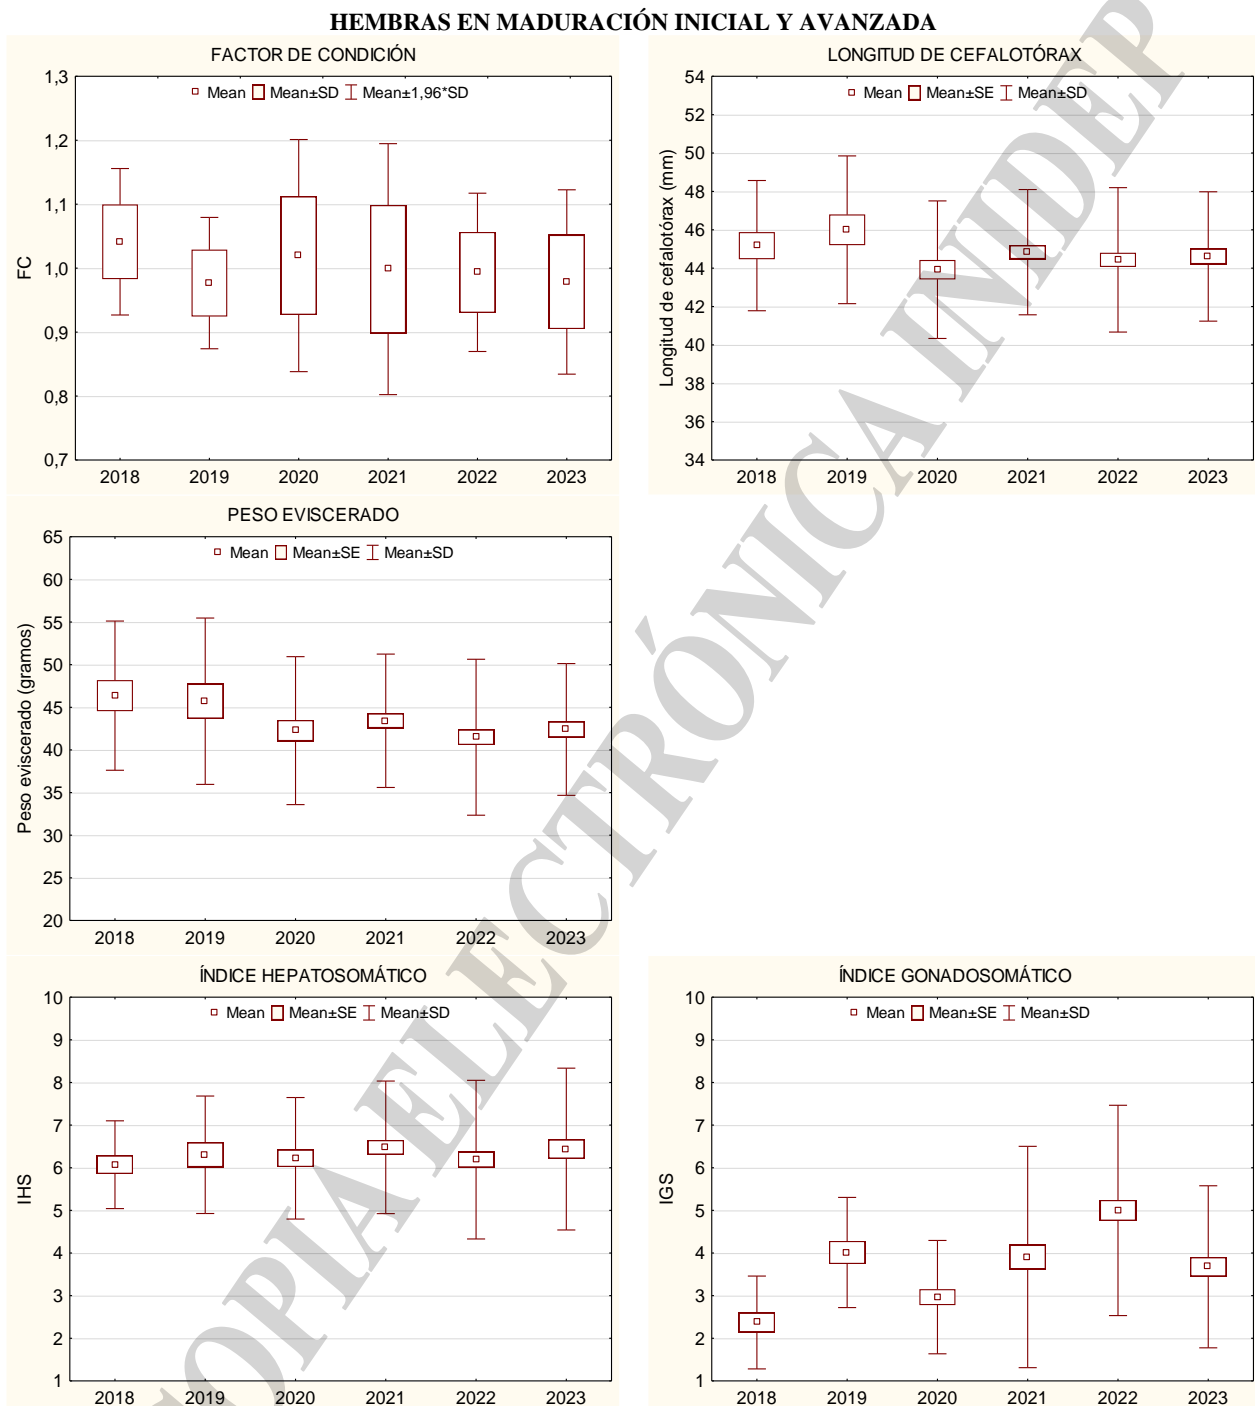 HEMBRAS EN MADURACIÓN INICIAL Y AVANZADA
FACTOR DE CONDICIÓN
Mean Mean±SD Mean±1,96*SD
1,3
1,2
1,1
1,0
0,9
0,8
0,7
FC
2018 2019 2020 2021 2022 2023
LONGITUD DE CEFALOTÓRAX
Mean Mean±SE Mean±SD
54
52
50
48
46
44
42
40
38
36
34
Longitud de cefalotórax (mm)
2018 2019 2020 2021 2022 2023
PESO EVISCERADO
Mean Mean±SE Mean±SD
65
60
55
50
45
40
35
30
25
20
Peso eviscerado (gramos)
2018 2019 2020 2021 2022 2023
ÍNDICE HEPATOSOMÁTICO
Mean Mean±SE Mean±SD
10
9
8
7
6
5
4
3
2
1
IHS
2018 2019 2020 2021 2022 2023
ÍNDICE GONADOSOMÁTICO
Mean Mean±SE Mean±SD
10
9
8
7
6
5
4
3
2
1
IGS
2018 2019 2020 2021 2022 2023
COPIA ELECTRÓNICA INIDEP